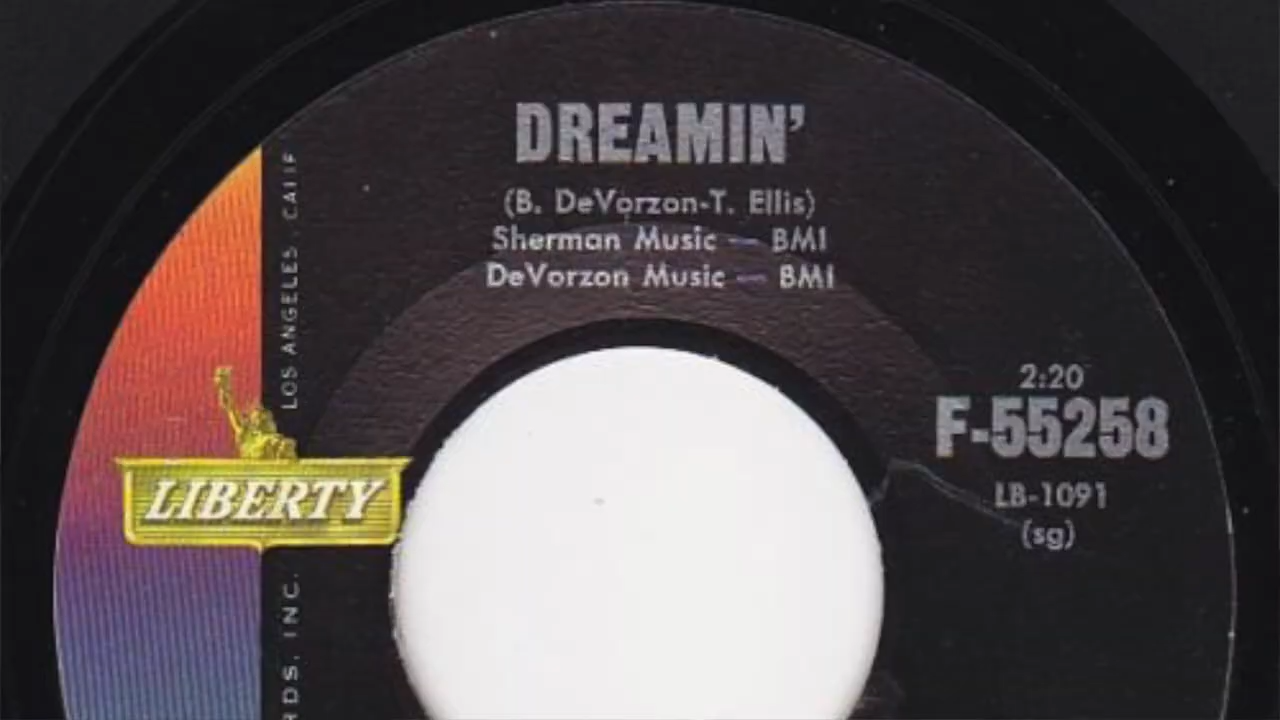 DREAMIN'
(B. DeVorzon-T. Ellis)
Sherman Music — BMI
DeVorzon Music — BMI
2:20
F-55258
LB-1091
(sg)
LIBERTY
RDS, INC.
LOS ANGELES, CALIF